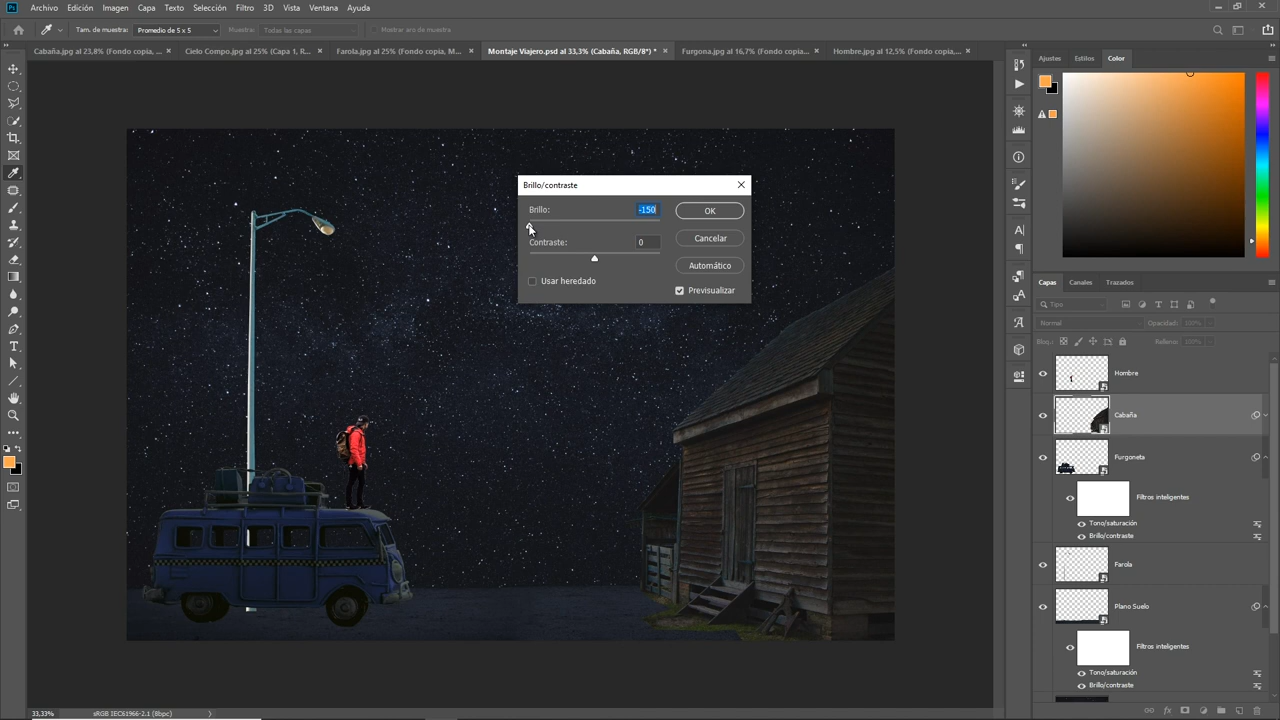 Ps Archivo Edición Imagen Capa Texto Selección Filtro 3D Vista Ventana Ayuda
Tam. de muestra: Promedio de 5 x 5 Muestra: Todas las capas Mostrar aro de muestreo
Cabaña.jpg al 23,8% (Fondo copia, ... × Cielo Compo.jpg al 25% (Capa 1, R... × Farola.jpg al 25% (Fondo copia, M... × Montaje Viajero.psd al 33,3% (Cabaña, RGB/8*) * × Furgona.jpg al 16,7% (Fondo copia... × Hombre.jpg al 12,5% (Fondo copia,... ×
Ajustes Estilos Color
Brillo/contraste
Brillo: -150
OK
Contraste: 0
Cancelar
Automático
Usar heredado
Previsualizar
Capas Canales Trazados
Tipo
Normal Opacidad: 100%
Bloq.: Relleno: 100%
Hombre
Cabaña
Furgoneta
Filtros inteligentes
Tono/saturación
Brillo/contraste
Farola
Plano Suelo
Filtros inteligentes
Tono/saturación
Brillo/contraste
33,33% sRGB IEC61966-2.1 (8bpc)